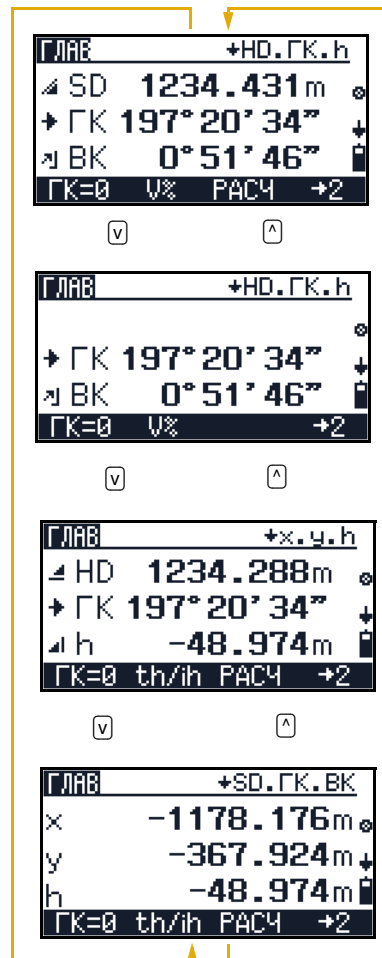 ГЛАВ HD.ГК.h
SD 1234.431m
ГК 197°20'34"
ВК 0°51'46"
ГК=0 V% РАСЧ →2
v ^
ГЛАВ HD.ГК.h
ГК 197°20'34"
ВК 0°51'46"
ГК=0 V% →2
v ^
ГЛАВ x.y.h
HD 1234.288m
ГК 197°20'34"
h -48.974m
ГК=0 th/ih РАСЧ →2
v ^
ГЛАВ SD.ГК.ВК
x -1178.176m
y -367.924m
h -48.974m
ГК=0 th/ih РАСЧ →2